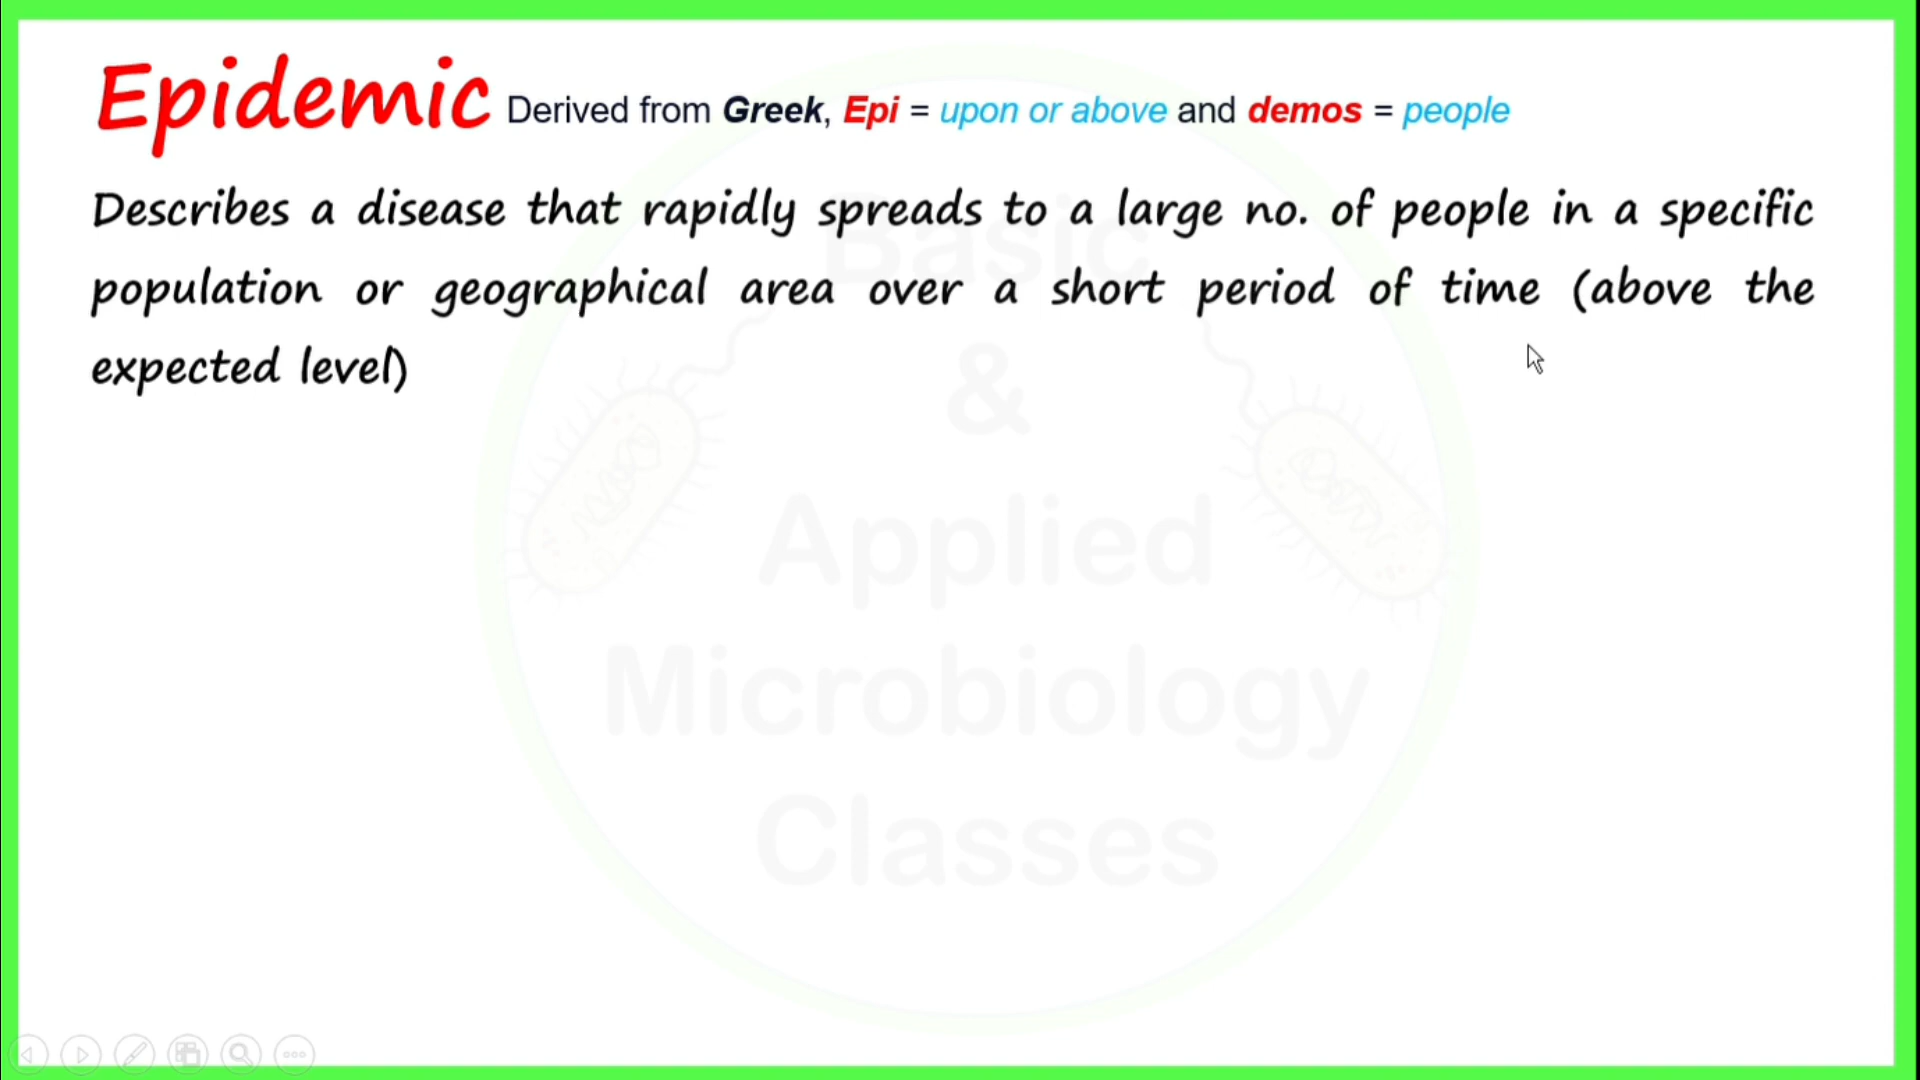 Epidemic Derived from Greek, Epi = upon or above and demos = people
Describes a disease that rapidly spreads to a large no. of people in a specific
population or geographical area over a short period of time (above the
expected level)
Basic
&
Applied
Microbiology
Classes